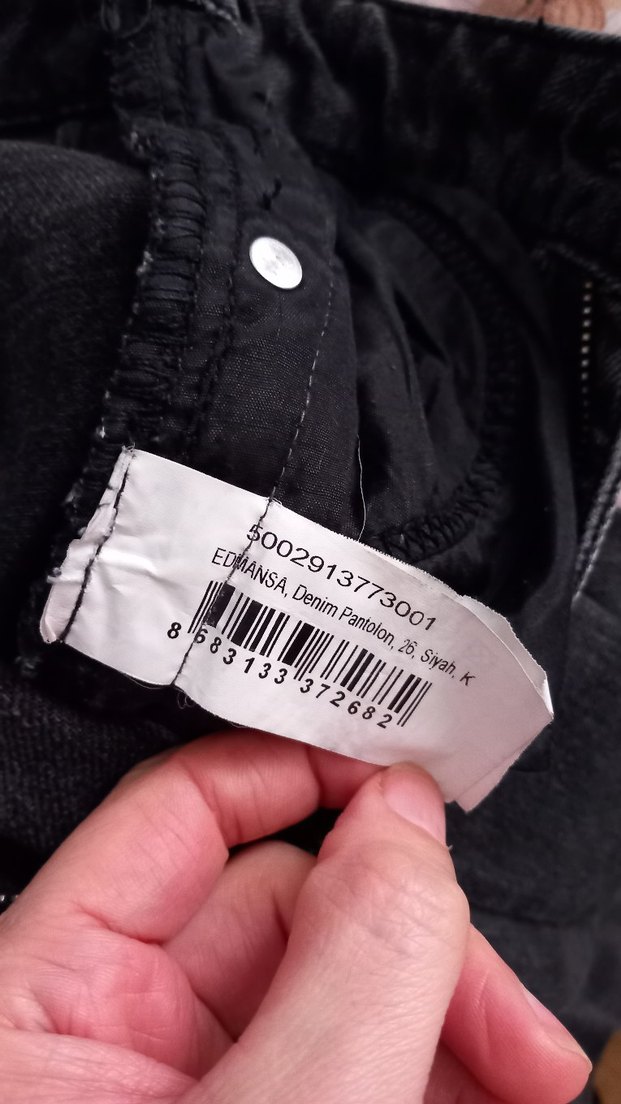 5002913773001
EDMANSA, Denim Pantolon, 26, Siyah, K
8 683133 372682